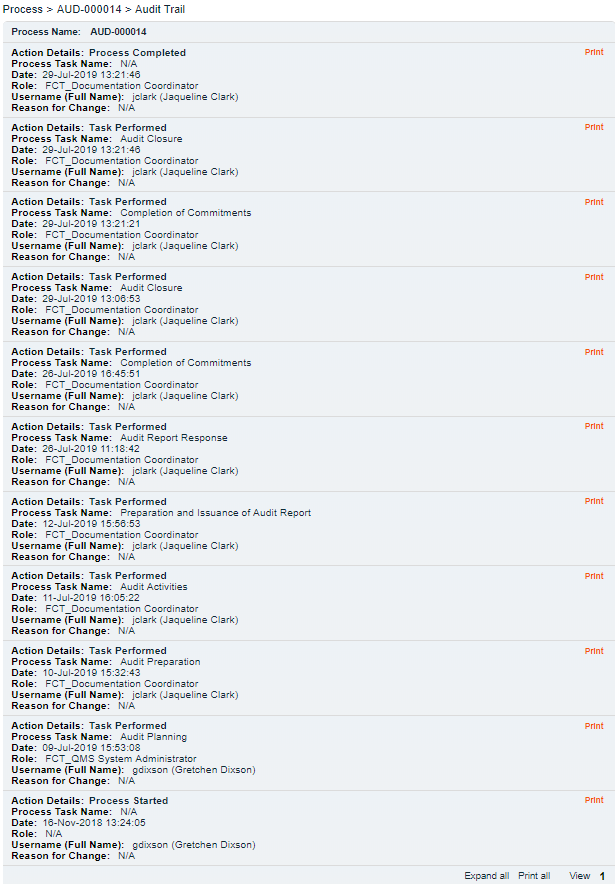 Process > AUD-000014 > Audit Trail
Process Name: AUD-000014
Action Details: Process Completed Print
Process Task Name: N/A
Date: 29-Jul-2019 13:21:46
Role: FCT_Documentation Coordinator
Username (Full Name): jclark (Jaqueline Clark)
Reason for Change: N/A
Action Details: Task Performed Print
Process Task Name: Audit Closure
Date: 29-Jul-2019 13:21:46
Role: FCT_Documentation Coordinator
Username (Full Name): jclark (Jaqueline Clark)
Reason for Change: N/A
Action Details: Task Performed Print
Process Task Name: Completion of Commitments
Date: 29-Jul-2019 13:21:21
Role: FCT_Documentation Coordinator
Username (Full Name): jclark (Jaqueline Clark)
Reason for Change: N/A
Action Details: Task Performed Print
Process Task Name: Audit Closure
Date: 29-Jul-2019 13:06:53
Role: FCT_Documentation Coordinator
Username (Full Name): jclark (Jaqueline Clark)
Reason for Change: N/A
Action Details: Task Performed Print
Process Task Name: Completion of Commitments
Date: 26-Jul-2019 16:45:51
Role: FCT_Documentation Coordinator
Username (Full Name): jclark (Jaqueline Clark)
Reason for Change: N/A
Action Details: Task Performed Print
Process Task Name: Audit Report Response
Date: 26-Jul-2019 11:18:42
Role: FCT_Documentation Coordinator
Username (Full Name): jclark (Jaqueline Clark)
Reason for Change: N/A
Action Details: Task Performed Print
Process Task Name: Preparation and Issuance of Audit Report
Date: 12-Jul-2019 15:56:53
Role: FCT_Documentation Coordinator
Username (Full Name): jclark (Jaqueline Clark)
Reason for Change: N/A
Action Details: Task Performed Print
Process Task Name: Audit Activities
Date: 11-Jul-2019 16:05:22
Role: FCT_Documentation Coordinator
Username (Full Name): jclark (Jaqueline Clark)
Reason for Change: N/A
Action Details: Task Performed Print
Process Task Name: Audit Preparation
Date: 10-Jul-2019 15:32:43
Role: FCT_Documentation Coordinator
Username (Full Name): jclark (Jaqueline Clark)
Reason for Change: N/A
Action Details: Task Performed Print
Process Task Name: Audit Planning
Date: 09-Jul-2019 15:53:08
Role: FCT_QMS System Administrator
Username (Full Name): gdixson (Gretchen Dixson)
Reason for Change: N/A
Action Details: Process Started Print
Process Task Name: N/A
Date: 16-Nov-2018 13:24:05
Role: N/A
Username (Full Name): gdixson (Gretchen Dixson)
Reason for Change: N/A
Expand all Print all View 1